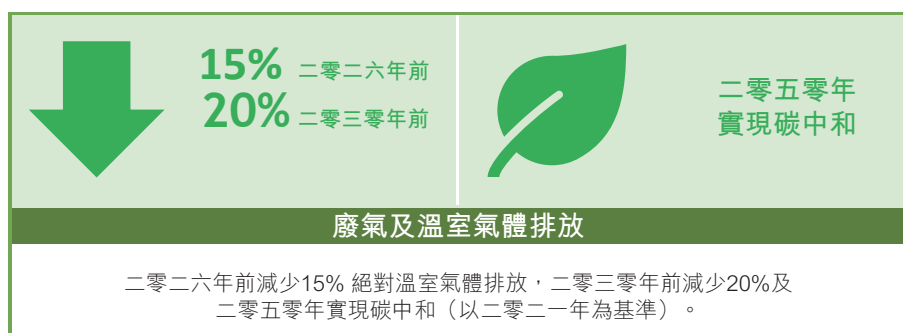 15% 二零二六年前
20% 二零三零年前
二零五零年
實現碳中和
廢氣及溫室氣體排放
二零二六年前減少15% 絕對溫室氣體排放，二零三零年前減少20%及
二零五零年實現碳中和（以二零二一年為基準）。